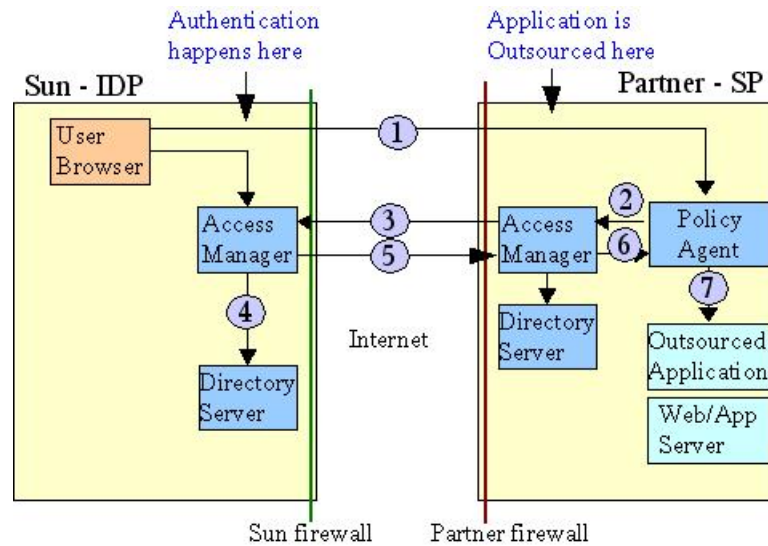 Authentication
happens here
Application is
Outsourced here
Sun - IDP
Partner - SP
User
Browser
1
Access
Manager
3
5
Access
Manager
2
6
Policy
Agent
4
7
Internet
Directory
Server
Directory
Server
Outsourced
Application
Web/App
Server
Sun firewall
Partner firewall